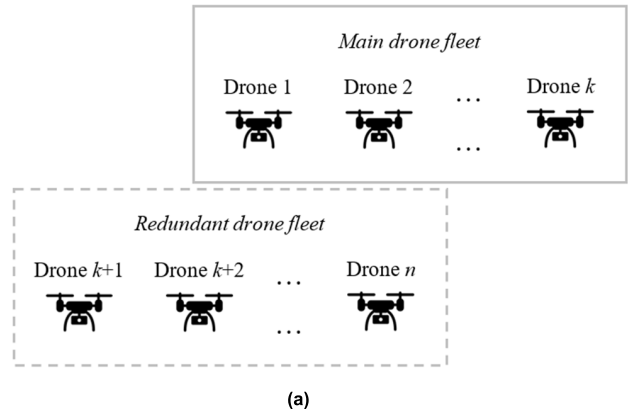 Main drone fleet
Drone 1 Drone 2 ... Drone k
...
Redundant drone fleet
Drone k+1 Drone k+2 ... Drone n
...
(a)